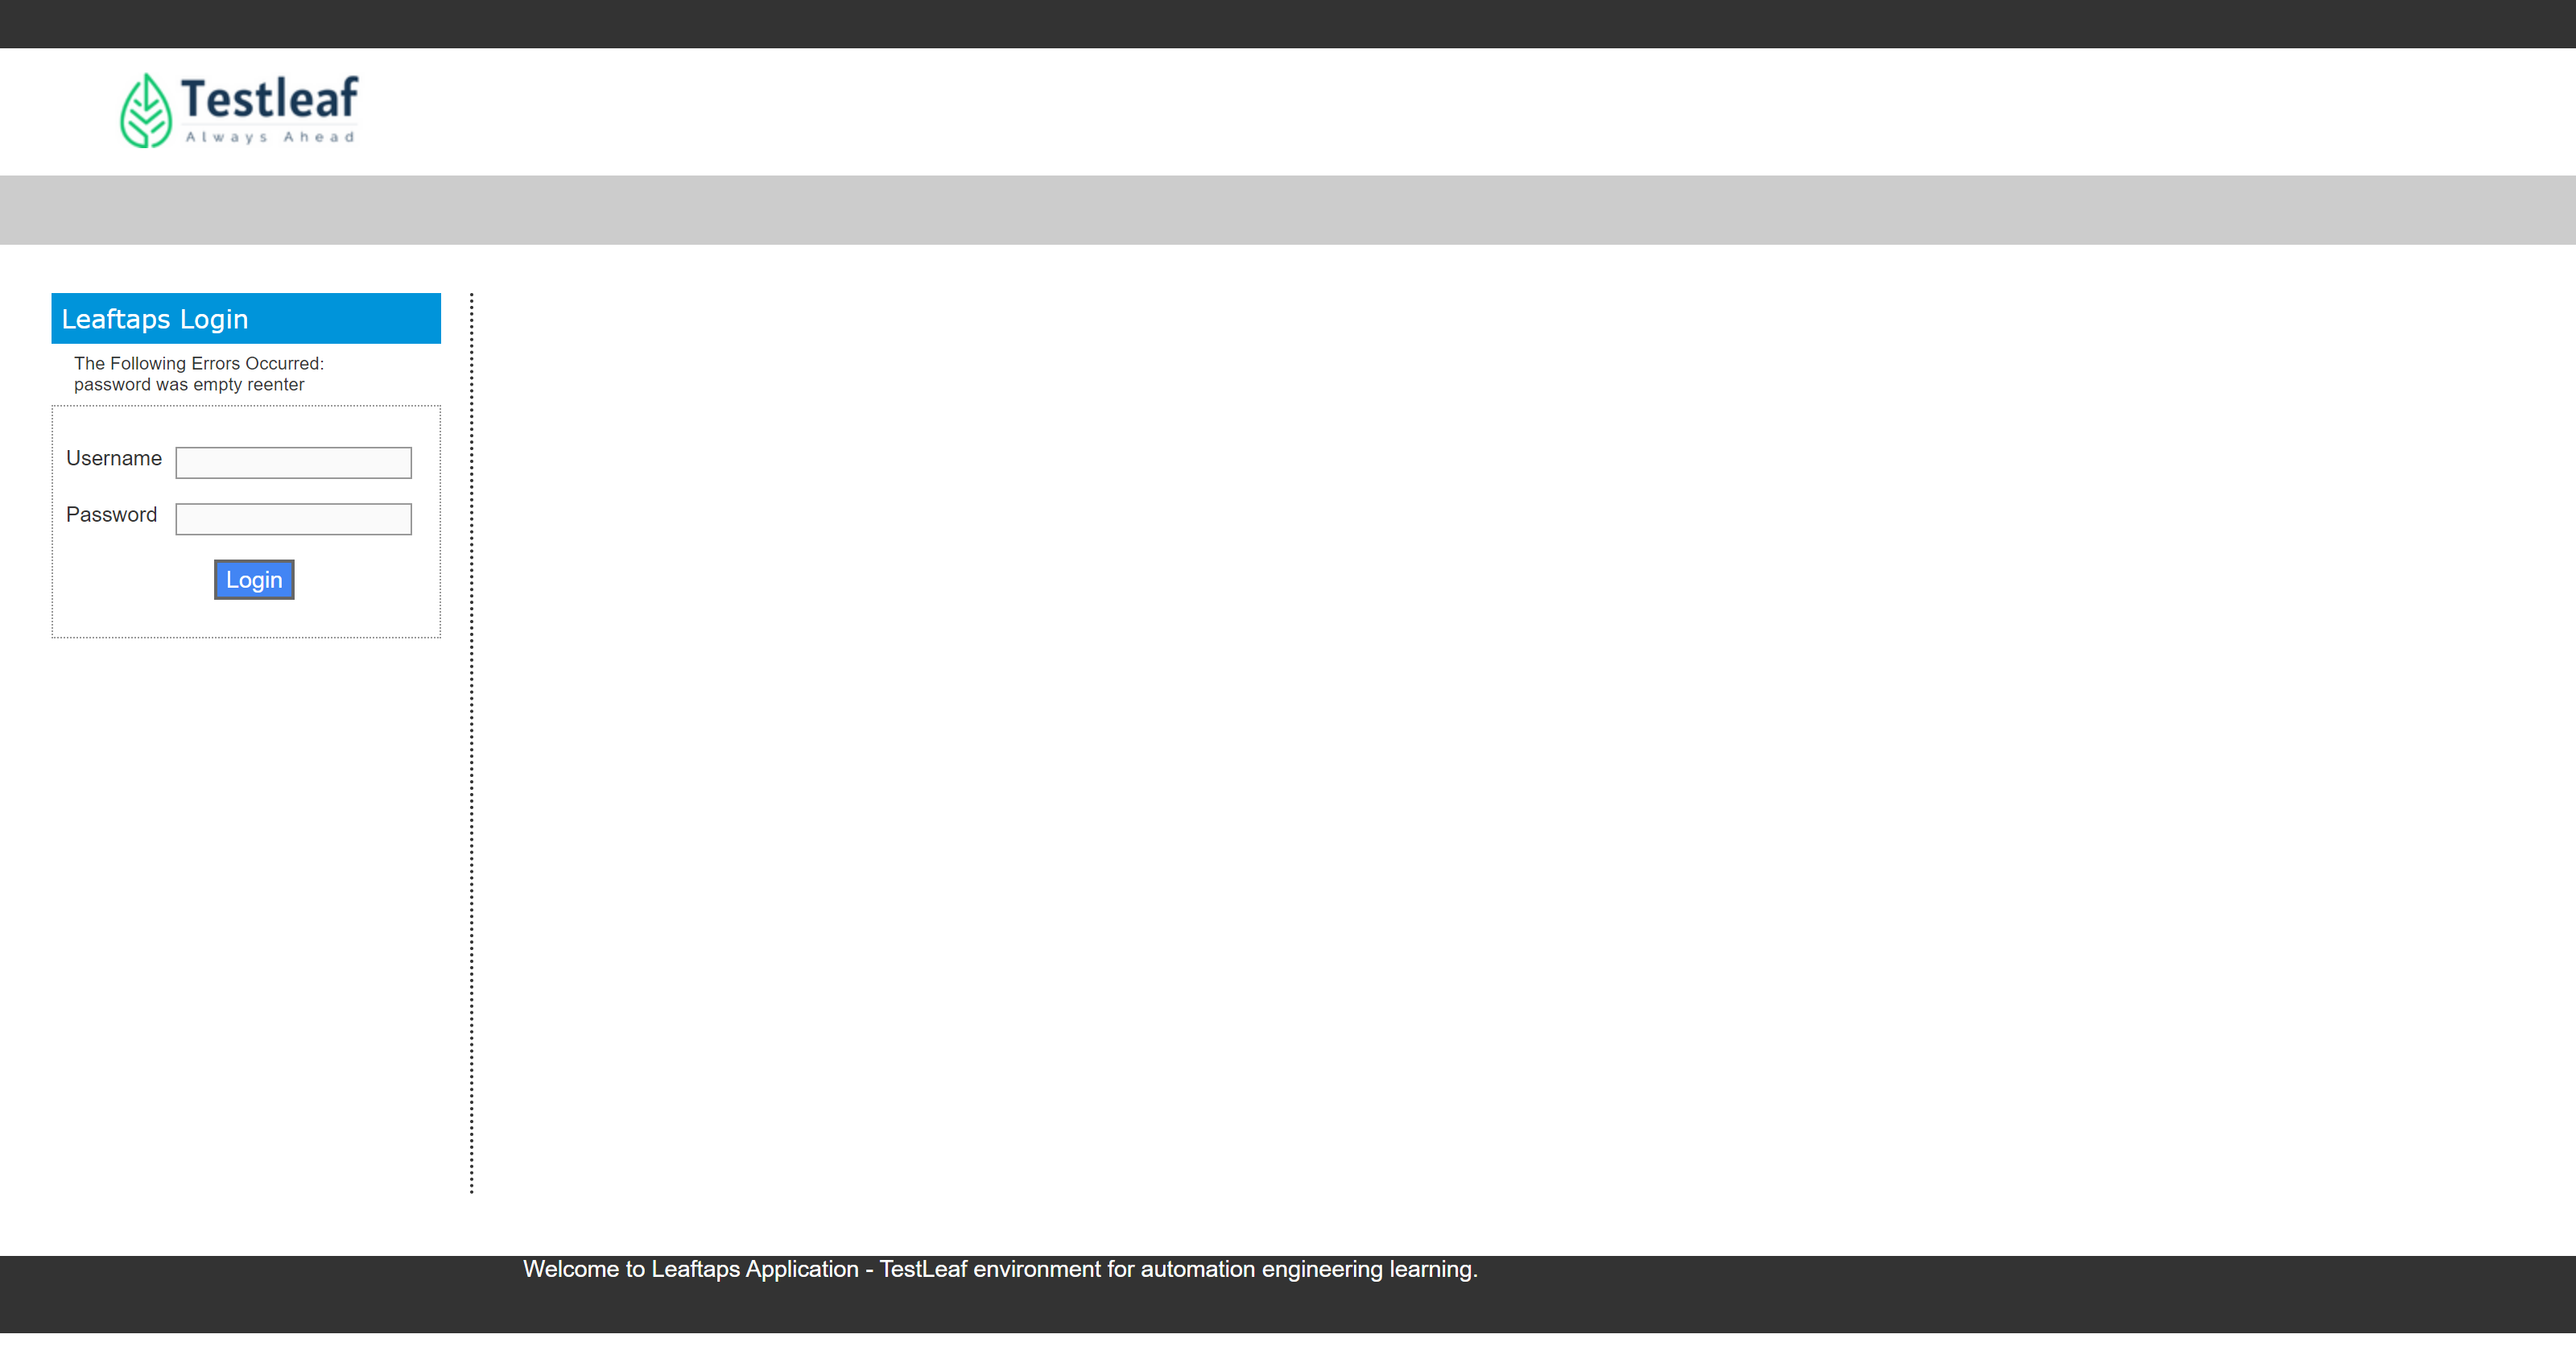 Testleaf
Always Ahead
Leaftaps Login
The Following Errors Occurred:
password was empty reenter
Username
Password
Login
Welcome to Leaftaps Application - TestLeaf environment for automation engineering learning.